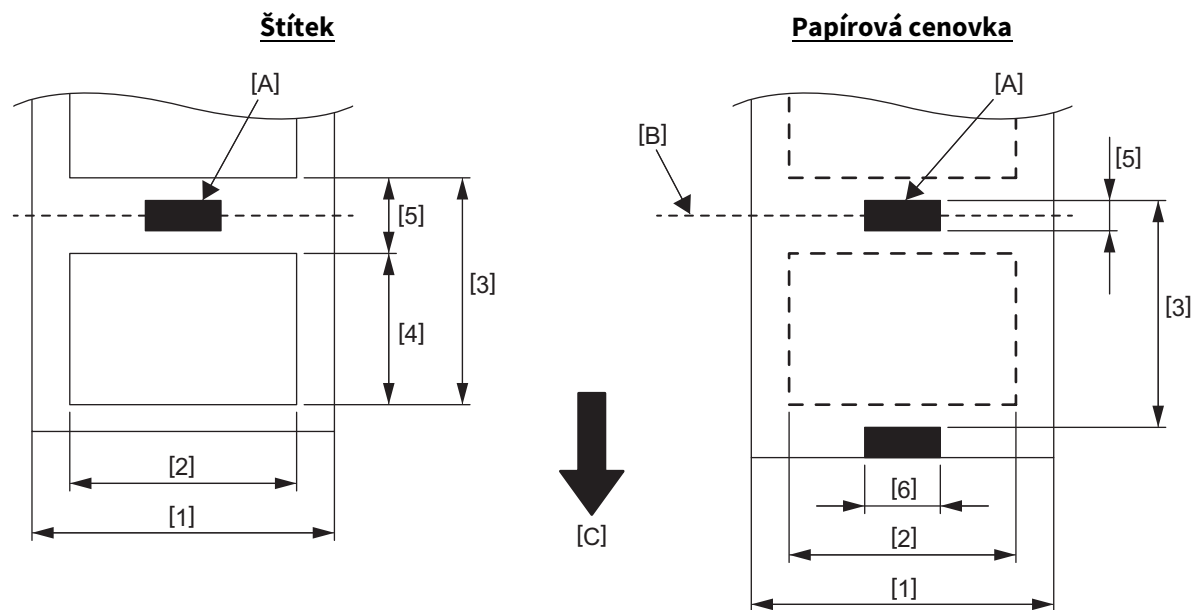 Štítek
[A]
[5]
[3]
[4]
[2]
[1]
[C]
Papírová cenovka
[A]
[B]
[5]
[3]
[6]
[2]
[1]